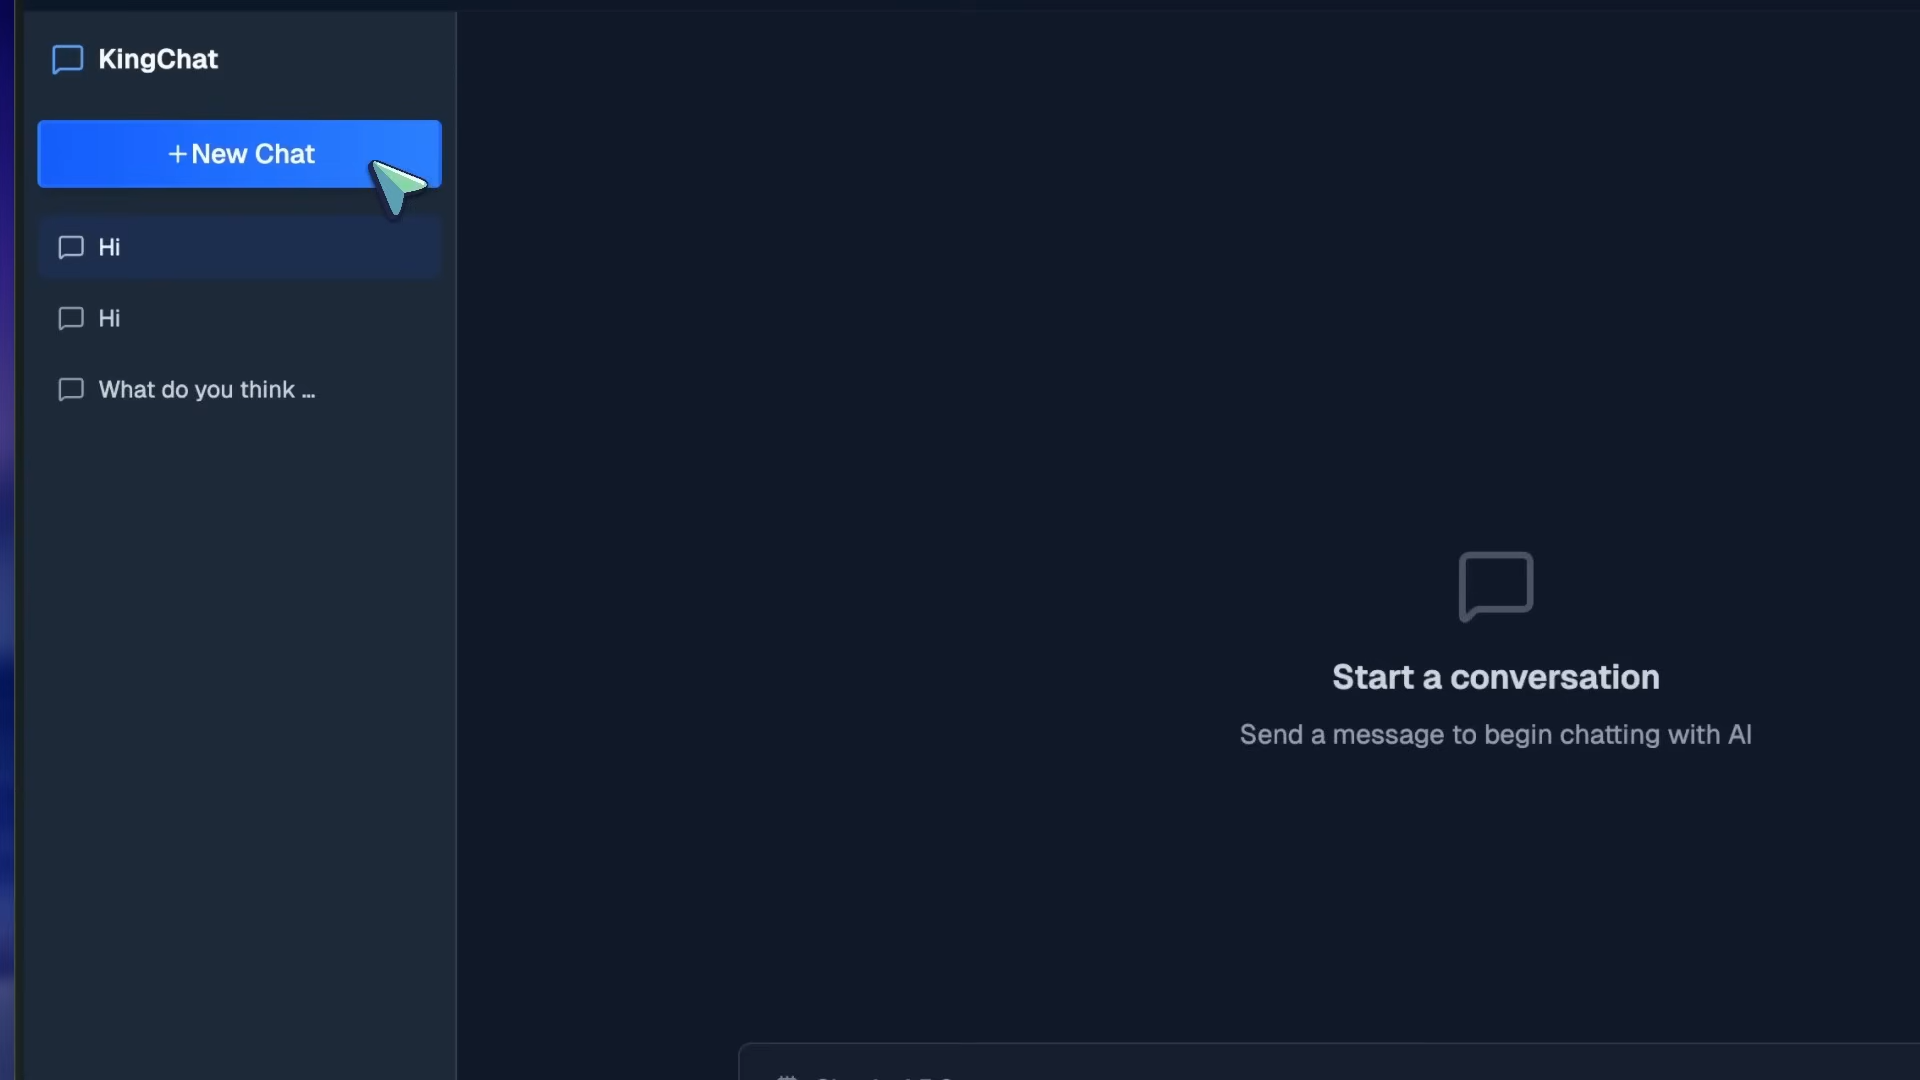 KingChat
+New Chat
Hi
Hi
What do you think ...
Start a conversation
Send a message to begin chatting with AI